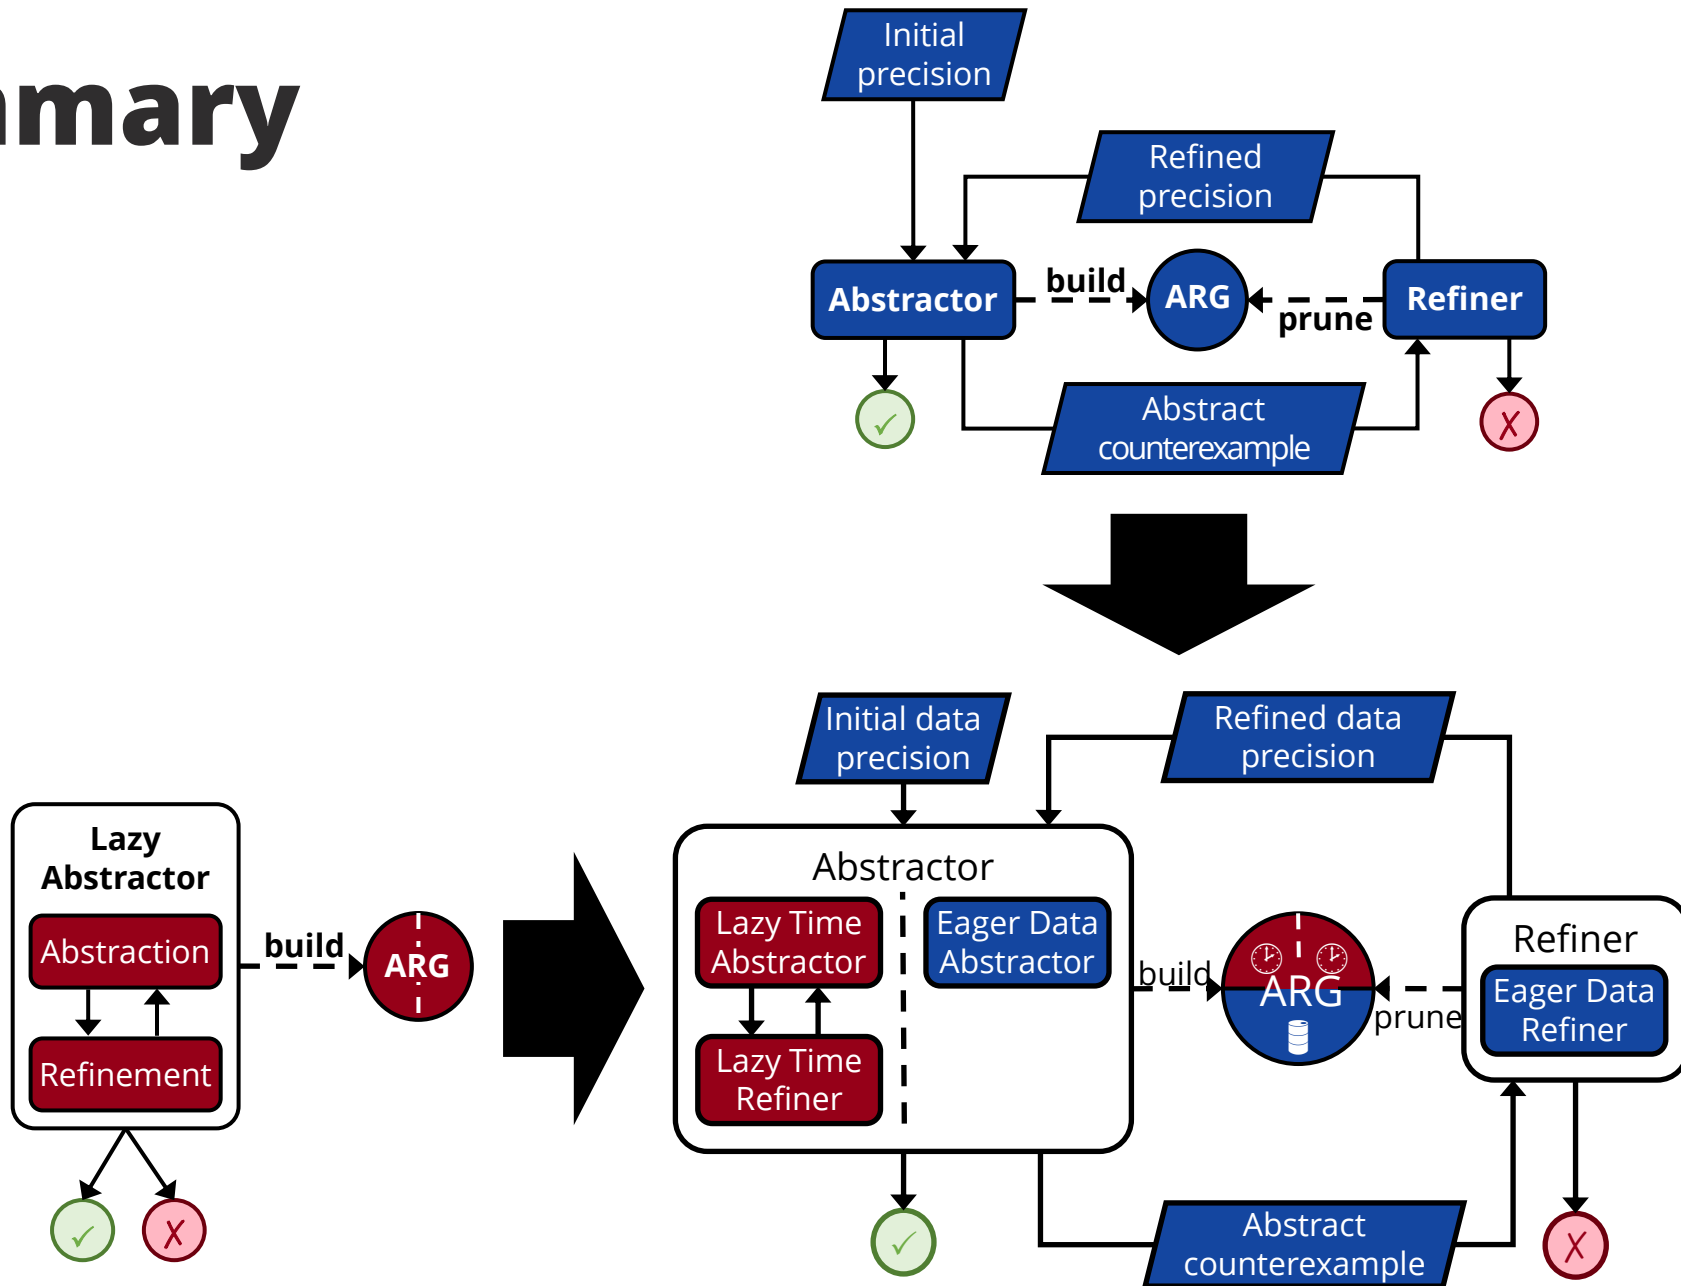 mmary
Initial
precision
Refined
precision
Abstractor
build
ARG
prune
Refiner
✓
Abstract
counterexample
✗
Initial data
precision
Refined data
precision
Lazy
Abstractor
Abstraction
Refinement
build
ARG
✓
✗
Abstractor
Lazy Time
Abstractor
Eager Data
Abstractor
Lazy Time
Refiner
build
ARG
prune
Refiner
Eager Data
Refiner
✓
Abstract
counterexample
✗